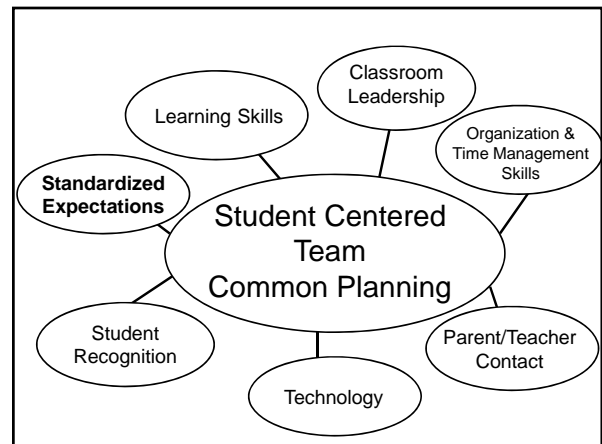 Classroom
Leadership
Learning Skills
Organization &
Time Management
Skills
Standardized
Expectations
Student Centered
Team
Common Planning
Student
Recognition
Parent/Teacher
Contact
Technology